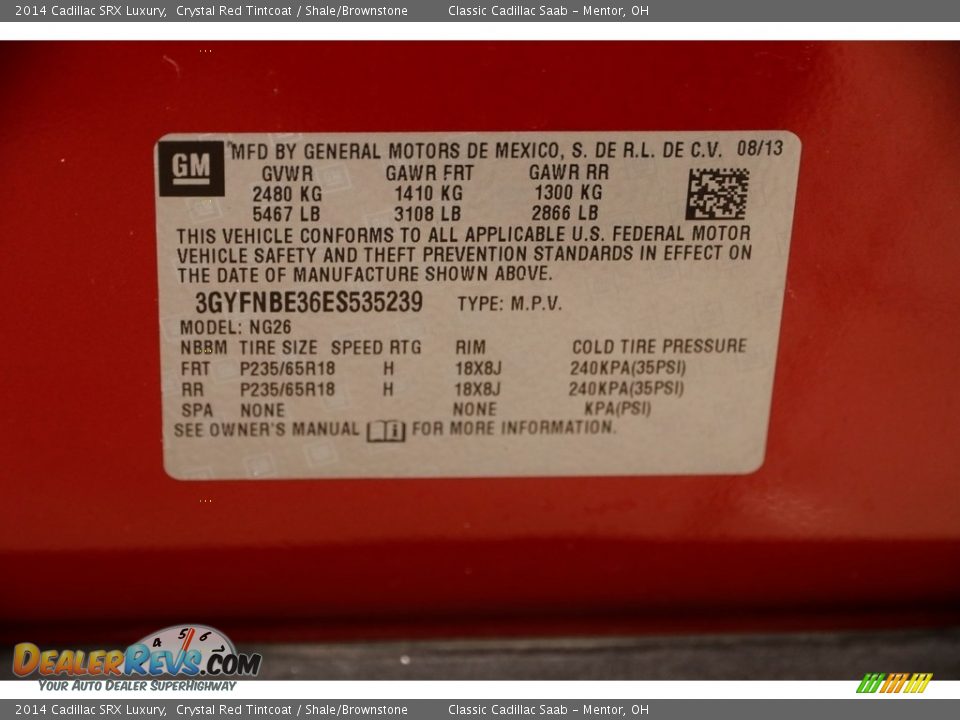 2014 Cadillac SRX Luxury, Crystal Red Tintcoat / Shale/Brownstone Classic Cadillac Saab – Mentor, OH
GM MFD BY GENERAL MOTORS DE MEXICO, S. DE R.L. DE C.V. 08/13
GVWR GAWR FRT GAWR RR
2480 KG 1410 KG 1300 KG
5467 LB 3108 LB 2866 LB
THIS VEHICLE CONFORMS TO ALL APPLICABLE U.S. FEDERAL MOTOR
VEHICLE SAFETY AND THEFT PREVENTION STANDARDS IN EFFECT ON
THE DATE OF MANUFACTURE SHOWN ABOVE.
3GYFNBE36ES535239 TYPE: M.P.V.
MODEL: NG26
NBBM TIRE SIZE SPEED RTG RIM COLD TIRE PRESSURE
FRT P235/65R18 H 18X8J 240KPA(35PSI)
RR P235/65R18 H 18X8J 240KPA(35PSI)
SPA NONE NONE KPA(PSI)
SEE OWNER'S MANUAL i FOR MORE INFORMATION.
4 5 6
DEALERREVS.COM
YOUR AUTO DEALER SUPERHIGHWAY
2014 Cadillac SRX Luxury, Crystal Red Tintcoat / Shale/Brownstone Classic Cadillac Saab – Mentor, OH